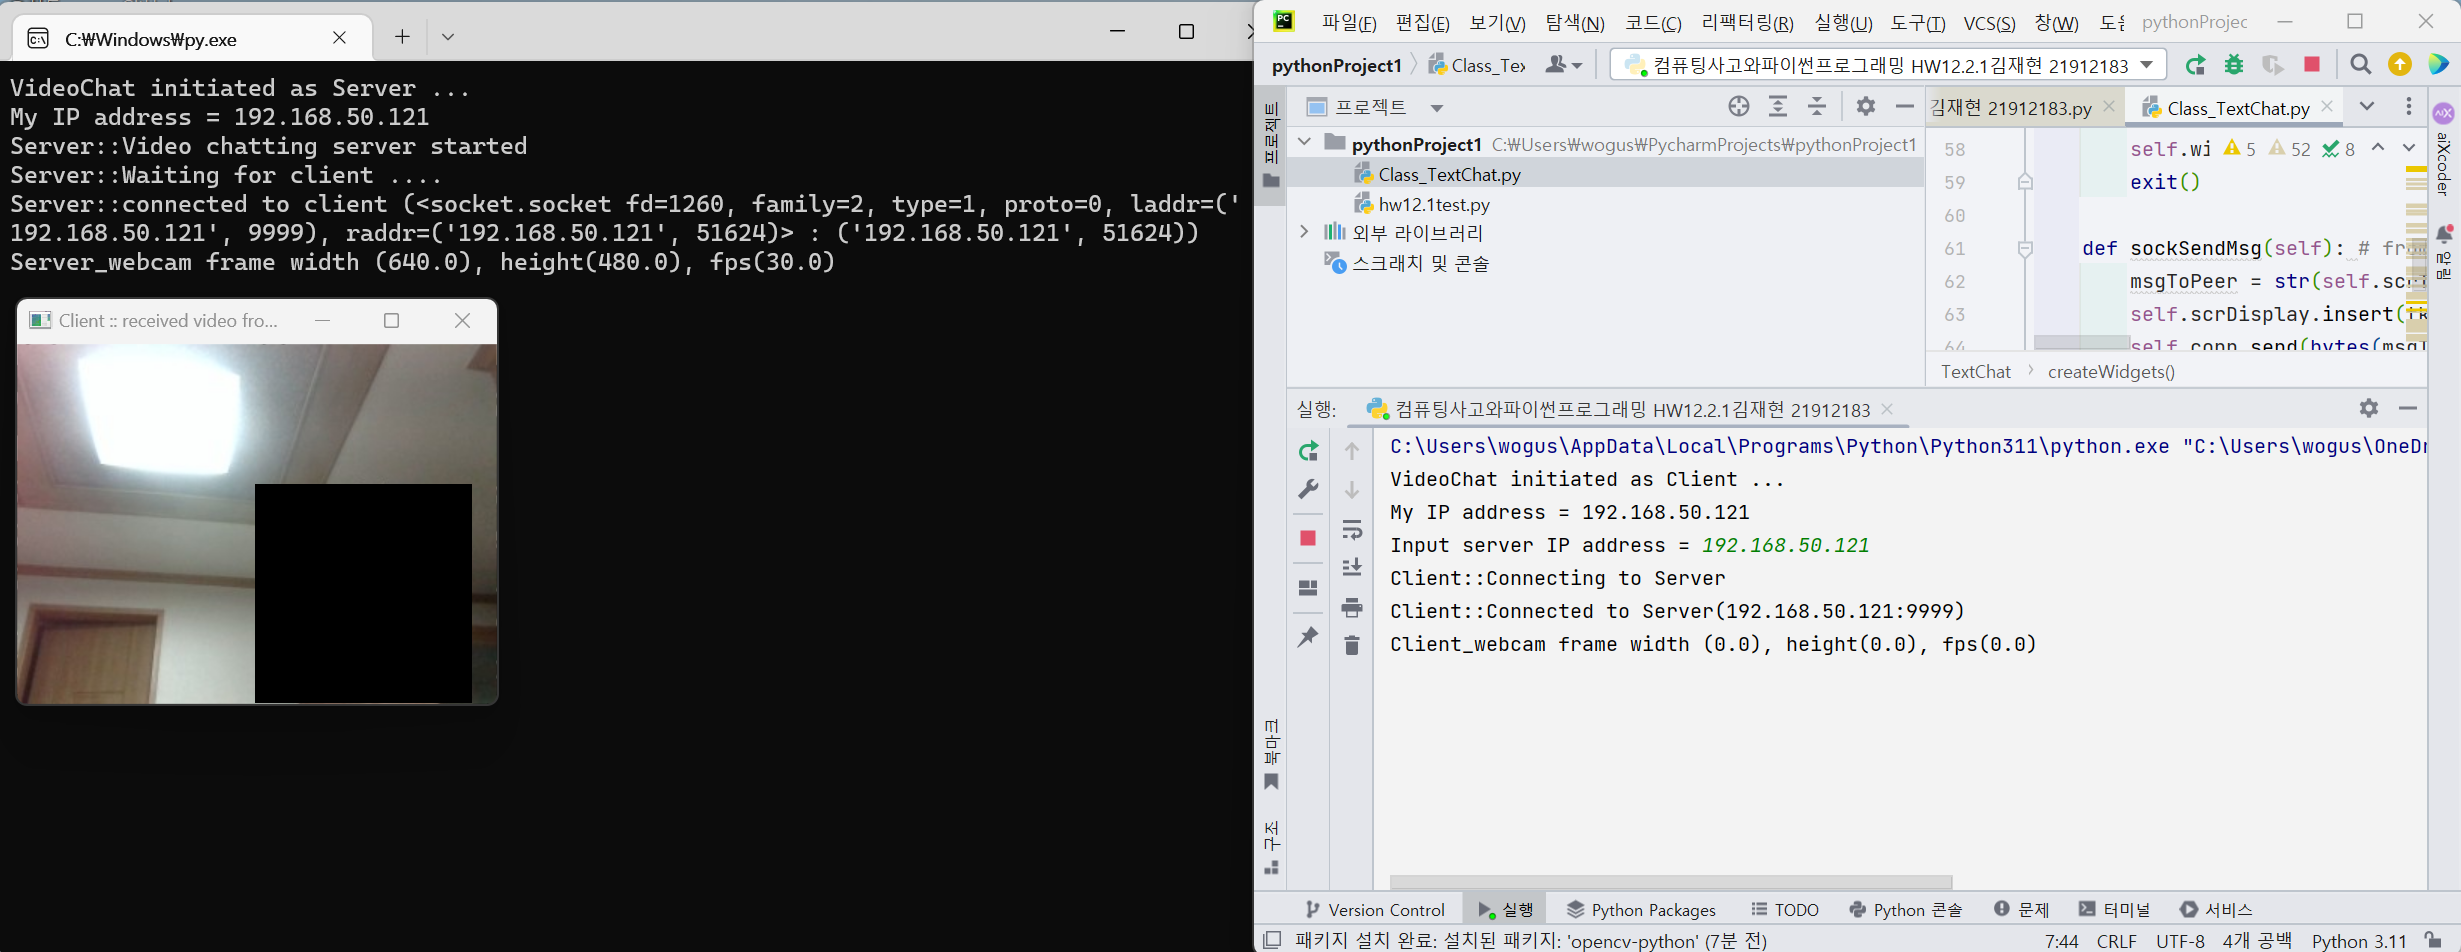 C:₩Windows₩py.exe
VideoChat initiated as Server ...
My IP address = 192.168.50.121
Server::Video chatting server started
Server::Waiting for client ....
Server::connected to client (<socket.socket fd=1260, family=2, type=1, proto=0, laddr=('
192.168.50.121', 9999), raddr=('192.168.50.121', 51624)> : ('192.168.50.121', 51624))
Server_webcam frame width (640.0), height(480.0), fps(30.0)
Client :: received video fro...
파일(F) 편집(E) 보기(V) 탐색(N) 코드(C) 리팩터링(R) 실행(U) 도구(T) VCS(S) 창(W) pythonProjec
pythonProject1 Class_Tex 컴퓨팅사고와파이썬프로그래밍 HW12.2.1김재현 21912183
프로젝트
프로젝트
김재현 21912183.py Class_TextChat.py
pythonProject1 C:₩Users₩wogus₩PycharmProjects₩pythonProject1
Class_TextChat.py
hw12.1test.py
외부 라이브러리
스크래치 및 콘솔
58 self.wi 5 52 8
59 exit()
60
61 def sockSendMsg(self): # fro
62 msgToPeer = str(self.scr
63 self.scrDisplay.insert(
64 self.conn.send(bytes(msg
TextChat createWidgets()
aiXcoder
알림
실행: 컴퓨팅사고와파이썬프로그래밍 HW12.2.1김재현 21912183
C:\Users\wogus\AppData\Local\Programs\Python\Python311\python.exe "C:\Users\wogus\OneDr
VideoChat initiated as Client ...
My IP address = 192.168.50.121
Input server IP address = 192.168.50.121
Client::Connecting to Server
Client::Connected to Server(192.168.50.121:9999)
Client_webcam frame width (0.0), height(0.0), fps(0.0)
북마크
구조
Version Control 실행 Python Packages TODO Python 콘솔 문제 터미널 서비스
패키지 설치 완료: 설치된 패키지: 'opencv-python' (7분 전) 7:44 CRLF UTF-8 4개 공백 Python 3.11